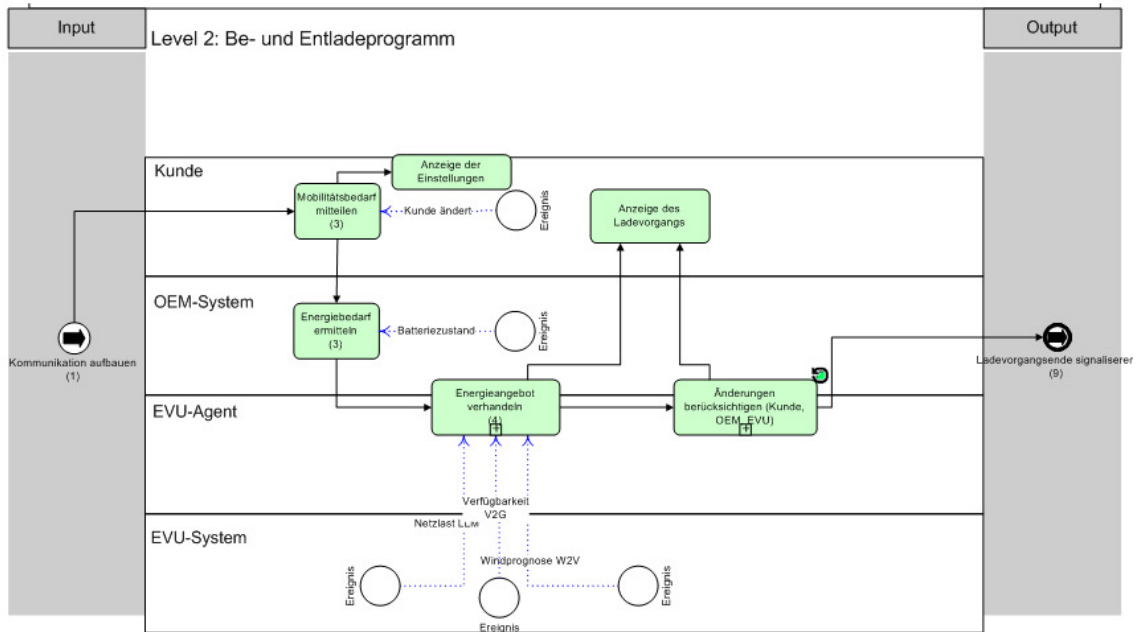 Input
Level 2: Be- und Entladeprogramm
Output
Kunde
Anzeige der
Einstellungen
Mobilitätsbedarf
mitteilen
(3)
Kunde ändert
Ereignis
Anzeige des
Ladevorgangs
OEM-System
Energiebedarf
ermitteln
(3)
Batteriezustand
Ereignis
Kommunikation aufbauen
(1)
Ladevorgangsende signalisieren
(9)
EVU-Agent
Energieangebot
verhandeln
(4)
Änderungen
berücksichtigen (Kunde,
OEM, EVU)
Verfügbarkeit
V2G
Netzlast LLM
EVU-System
Windprognose W2V
Ereignis
Ereignis
Ereignis